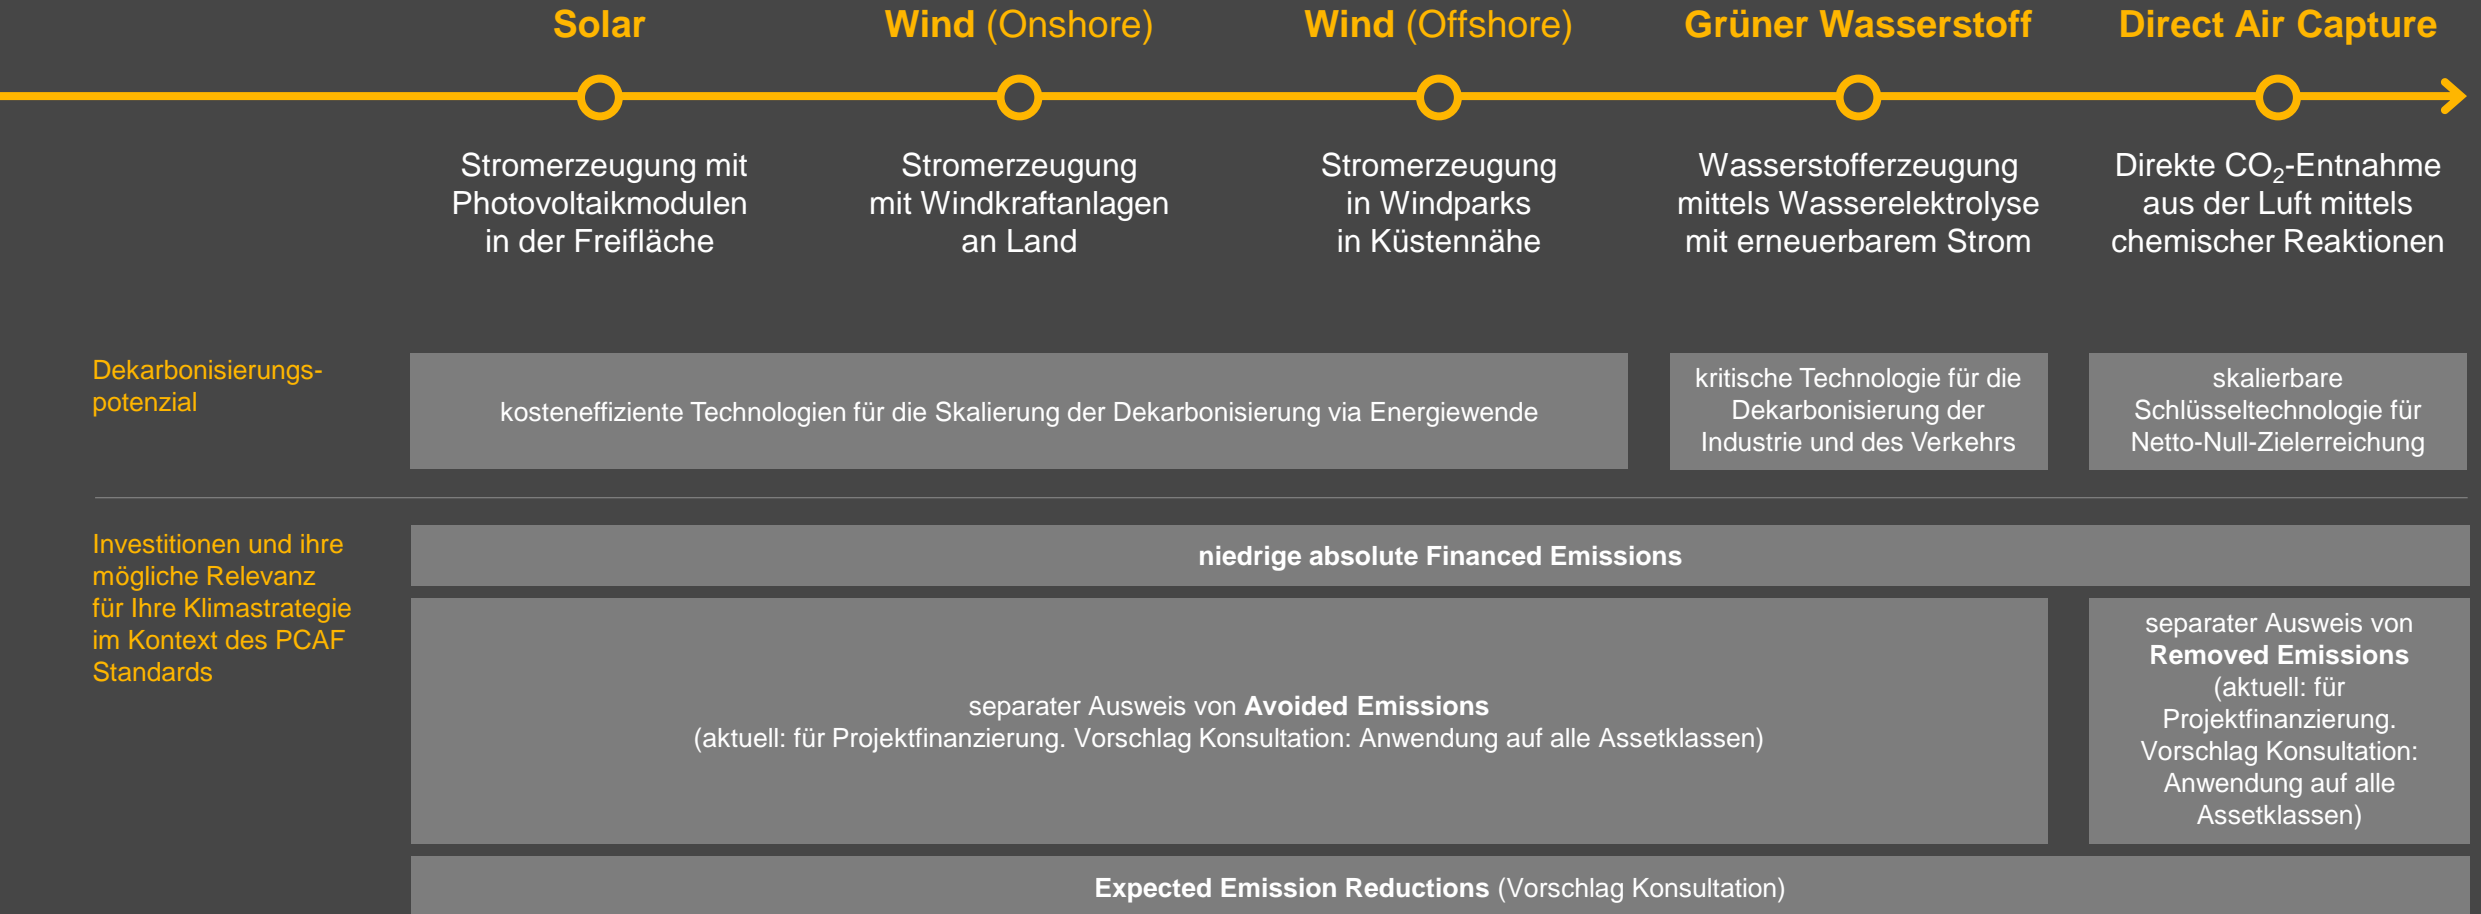 Solar
Wind (Onshore)
Wind (Offshore)
Grüner Wasserstoff
Direct Air Capture
Stromerzeugung mit
Photovoltaikmodulen
in der Freifläche
Stromerzeugung
mit Windkraftanlagen
an Land
Stromerzeugung
in Windparks
in Küstennähe
Wasserstofferzeugung
mittels Wasserelektrolyse
mit erneuerbarem Strom
Direkte CO₂-Entnahme
aus der Luft mittels
chemischer Reaktionen
Dekarbonisierungs-
potenzial
kosteneffiziente Technologien für die Skalierung der Dekarbonisierung via Energiewende
kritische Technologie für die
Dekarbonisierung der
Industrie und des Verkehrs
skalierbare
Schlüsseltechnologie für
Netto-Null-Zielerreichung
Investitionen und ihre
mögliche Relevanz
für Ihre Klimastrategie
im Kontext des PCAF
Standards
niedrige absolute Financed Emissions
separater Ausweis von Avoided Emissions
(aktuell: für Projektfinanzierung. Vorschlag Konsultation: Anwendung auf alle Assetklassen)
separater Ausweis von
Removed Emissions
(aktuell: für
Projektfinanzierung.
Vorschlag Konsultation:
Anwendung auf alle
Assetklassen)
Expected Emission Reductions (Vorschlag Konsultation)